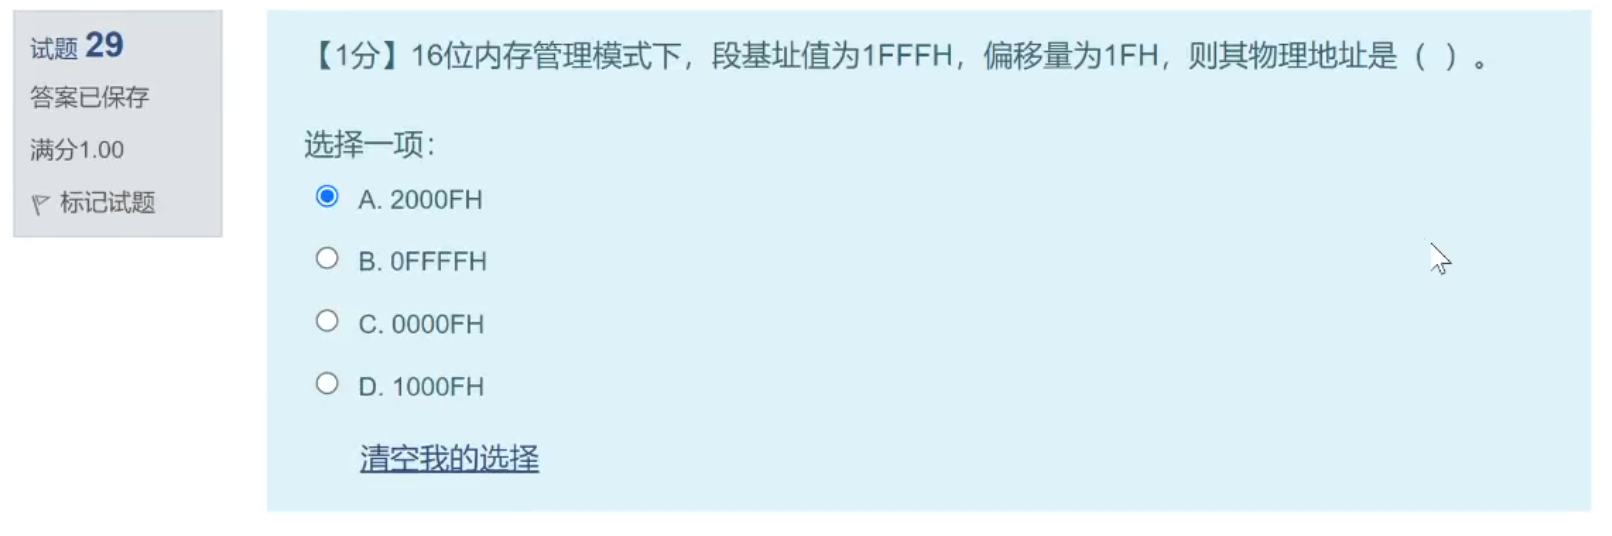 试题 29
答案已保存
满分1.00
标记试题
【1分】16位内存管理模式下，段基址值为1FFFH，偏移量为1FH，则其物理地址是（ ）。
选择一项：
A. 2000FH
B. 0FFFFH
C. 0000FH
D. 1000FH
清空我的选择